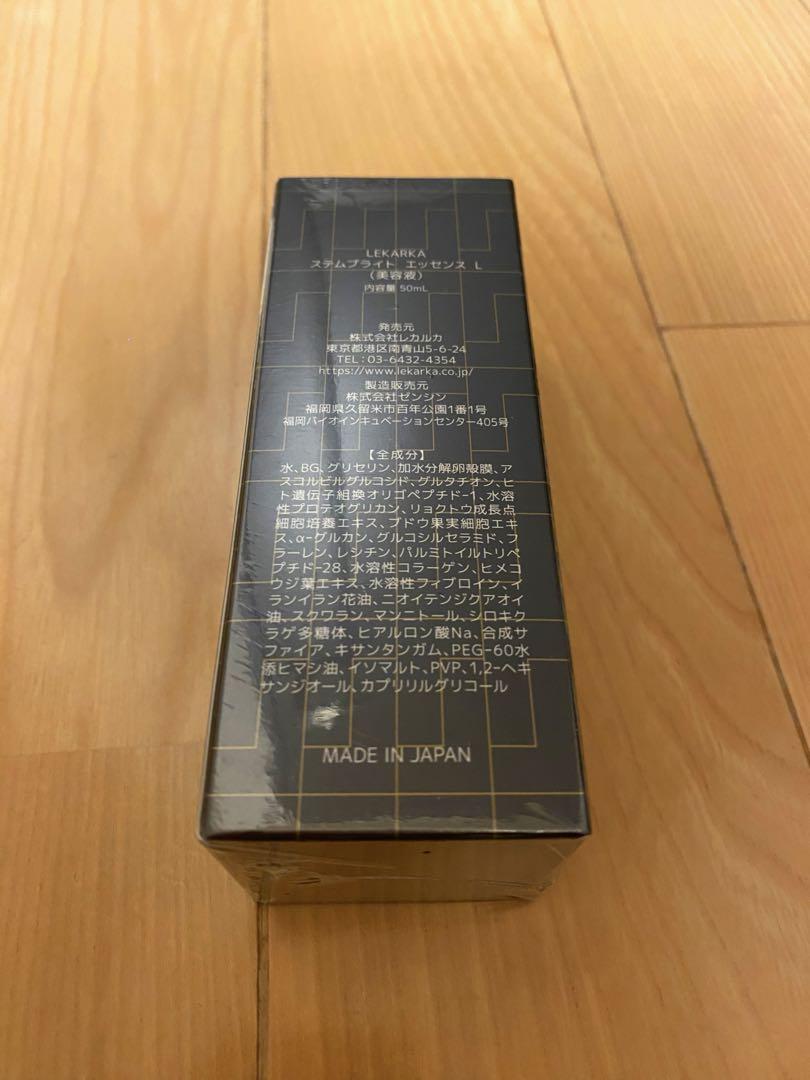 LEKARKA
ステムブライト エッセンス L
(美容液)
内容量 50mL
発売元
株式会社レカルカ
東京都港区南青山5-6-24
TEL:03-6432-4354
https://www.lekarka.co.jp/
製造販売元
株式会社ゼンシン
福岡県久留米市百年公園1番1号
福岡バイオインキュベーションセンター405号
【全成分】
水、BG、グリセリン、加水分解卵殻膜、ア
スコルビルグルコシド、グルタチオン、ヒ
ト遺伝子組換オリゴペプチド-1、水溶
性プロテオグリカン、リョクトウ成長点
細胞培養エキス、ブドウ果実細胞エキ
ス、α-グルカン、グルコシルセラミド、フ
ラーレン、レシチン、パルミトイルトリペ
プチド-28、水溶性コラーゲン、ヒメコ
ウジ葉エキス、水溶性フィブロイン、イ
ランイラン花油、ニオイテンジクアオイ
油、スクワラン、マンニトール、シロキク
ラゲ多糖体、ヒアルロン酸Na、合成サ
ファイア、キサンタンガム、PEG-60水
添ヒマシ油、イソマルト、PVP、1,2-ヘキ
サンジオール、カプリリルグリコール
MADE IN JAPAN